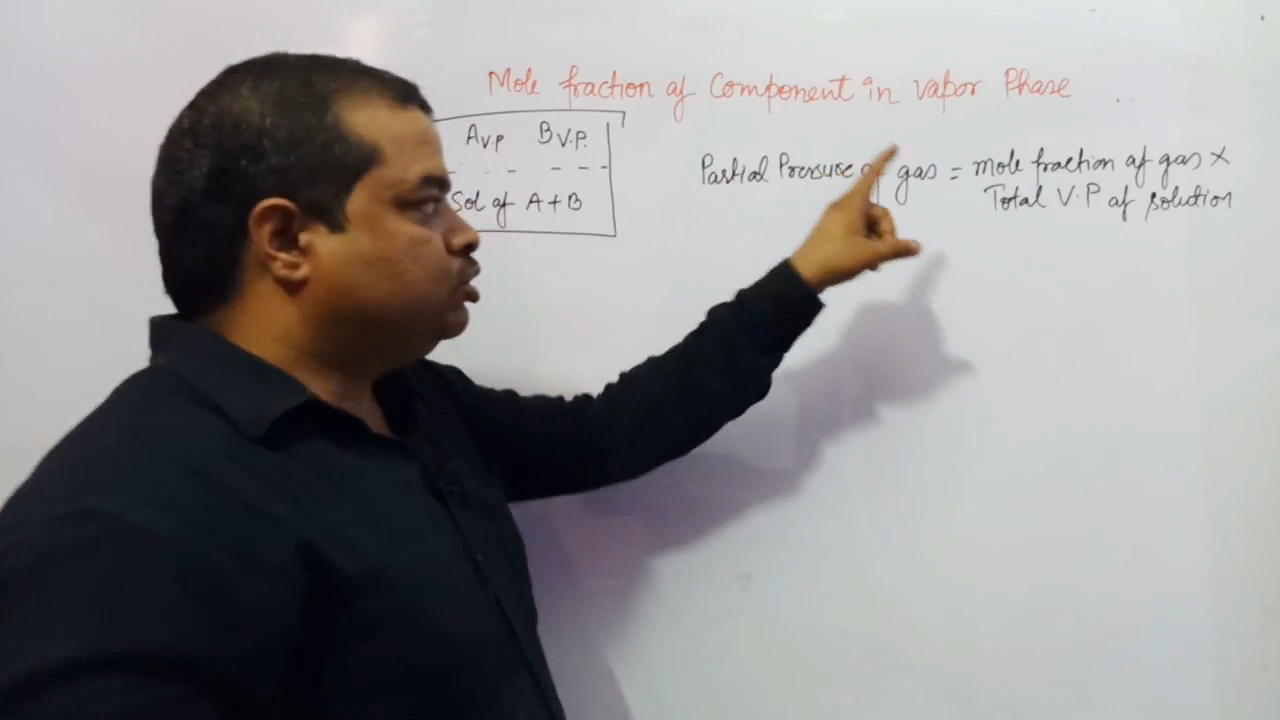 Mole fraction of Component in vapor Phase
A V.P B V.P.
Sol of A + B
Partial Pressure of gas = mole fraction of gas ×
Total V.P of solution